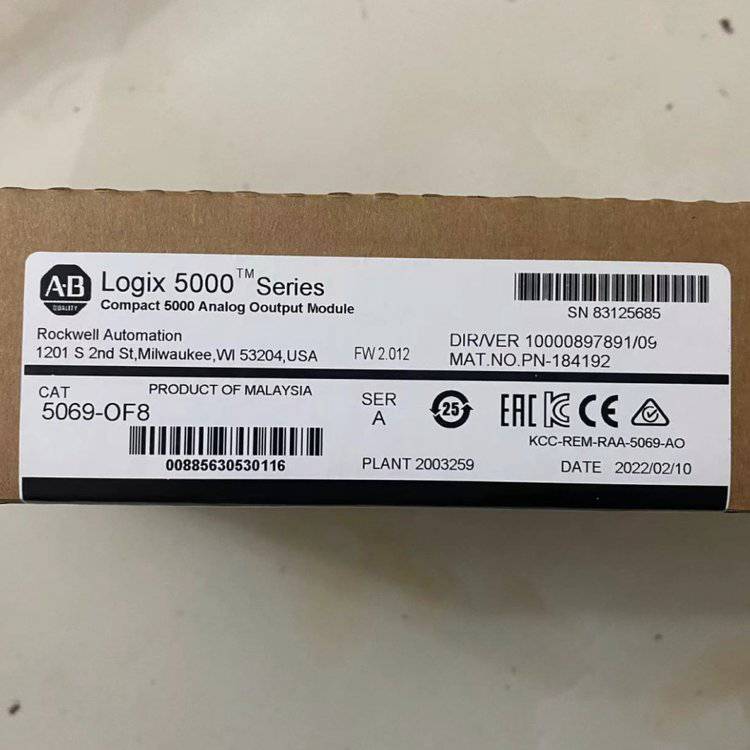 A-B
QUALITY
Logix 5000™ Series
Compact 5000 Analog Ooutput Module
SN 83125685
Rockwell Automation
1201 S 2nd St,Milwaukee,WI 53204,USA
FW 2.012
DIR/VER 10000897891/09
MAT.NO.PN-184192
CAT
5069-OF8
PRODUCT OF MALAYSIA
00885630530116
SER
A
PLANT 2003259
25
EAC CE
KCC-REM-RAA-5069-AO
DATE 2022/02/10